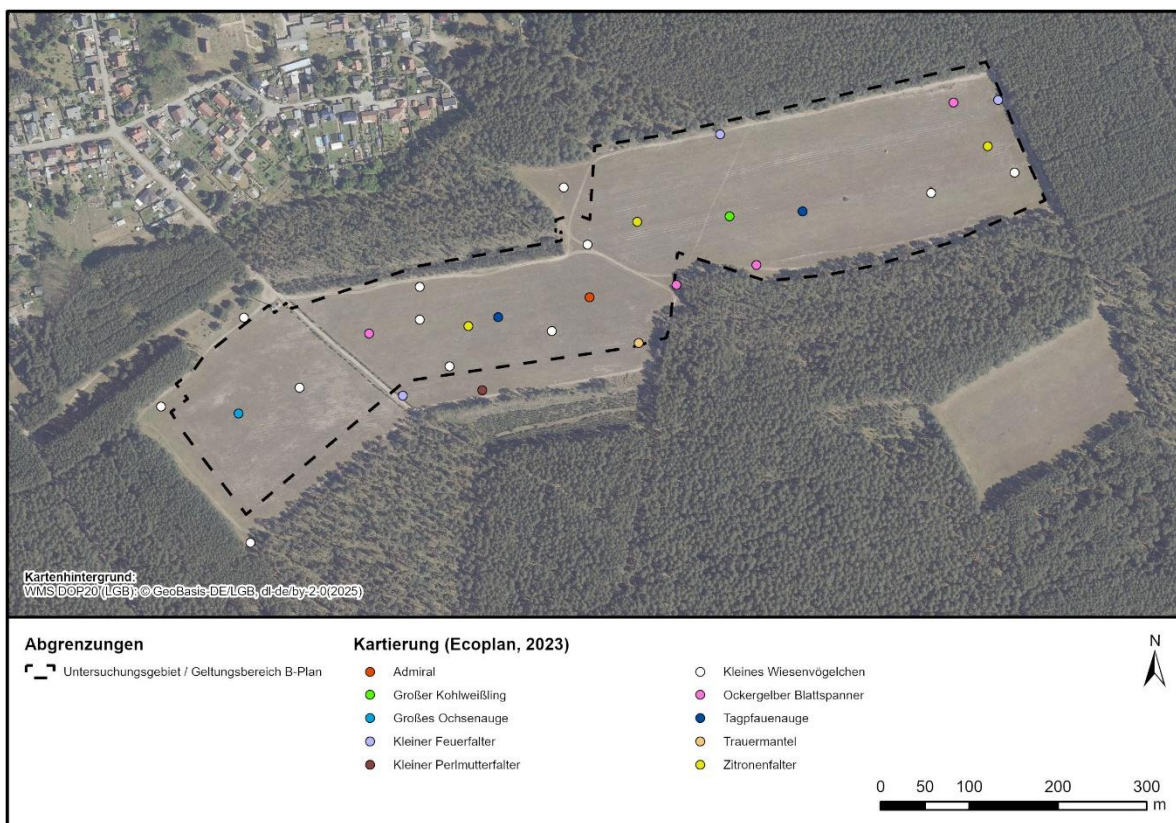 Kartenhintergrund:
WMS DOP20 (LGB): © GeoBasis-DE/LGB, dl-de/by-2-0(2025)
Abgrenzungen
Untersuchungsgebiet / Geltungsbereich B-Plan
Kartierung (Ecoplan, 2023)
Admiral
Großer Kohlweißling
Großes Ochsenauge
Kleiner Feuerfalter
Kleiner Perlmutterfalter
Kleines Wiesenvögelchen
Ockergelber Blattspanner
Tagpfauenauge
Trauermantel
Zitronenfalter
N
0 50 100 200 300
m